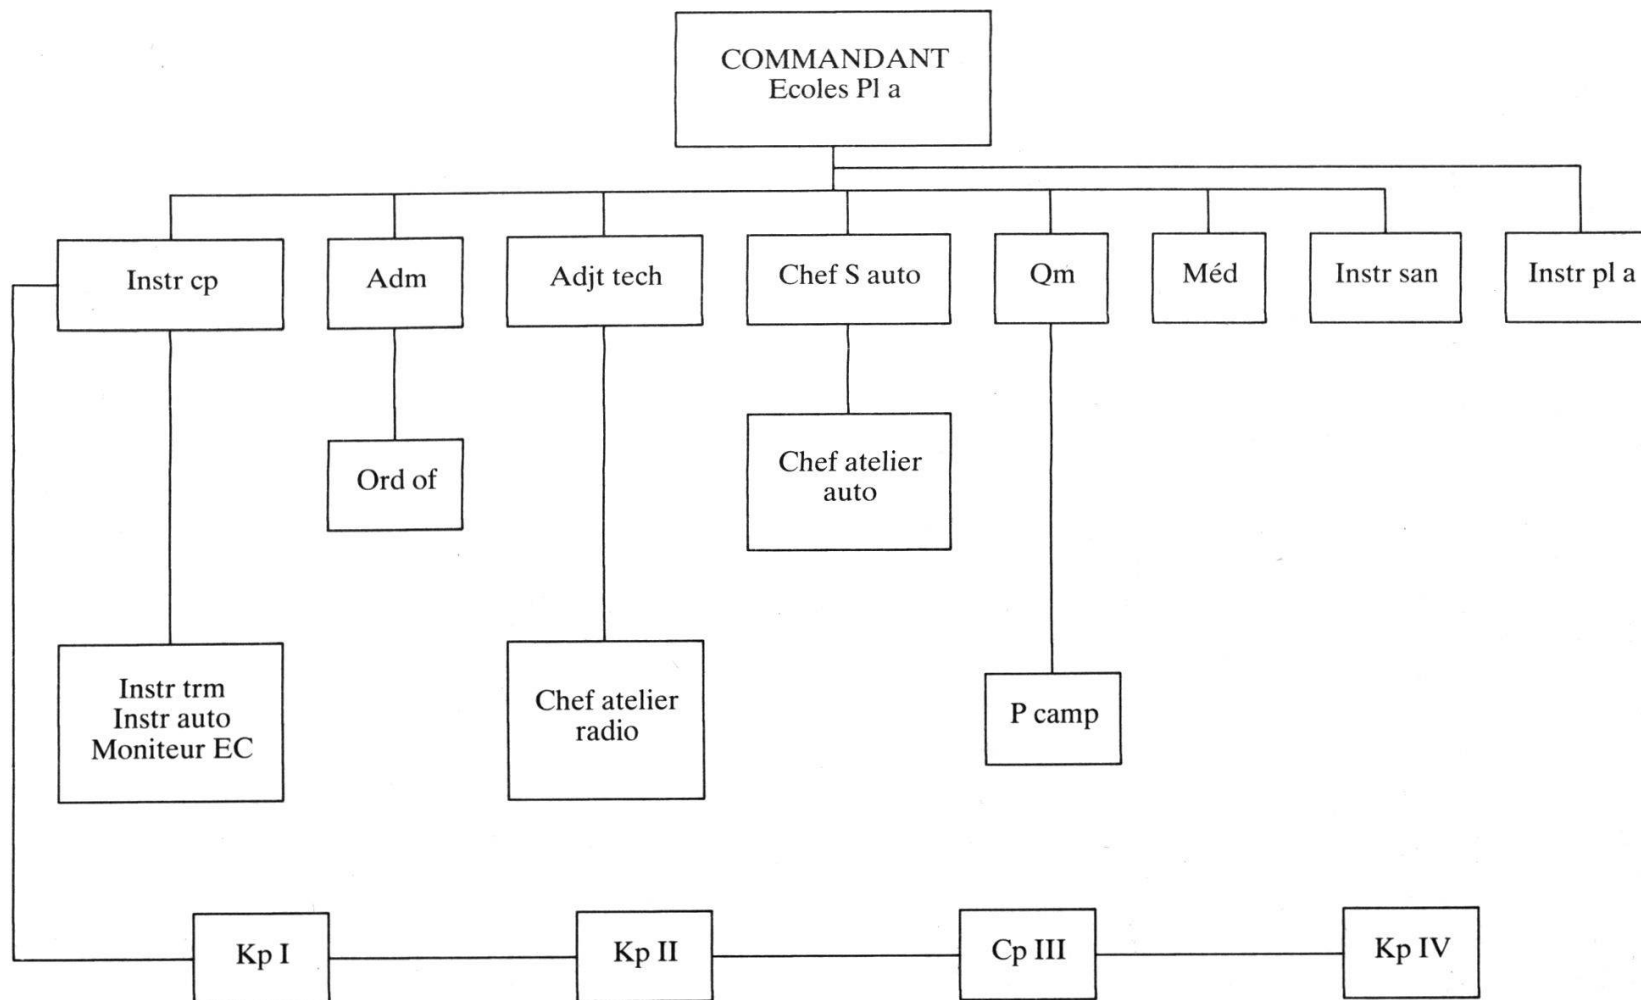 COMMANDANT
Ecoles Pl a
Instr cp
Adm
Adjt tech
Chef S auto
Qm
Méd
Instr san
Instr pl a
Ord of
Chef atelier
auto
Instr trm
Instr auto
Moniteur EC
Chef atelier
radio
P camp
Kp I
Kp II
Cp III
Kp IV